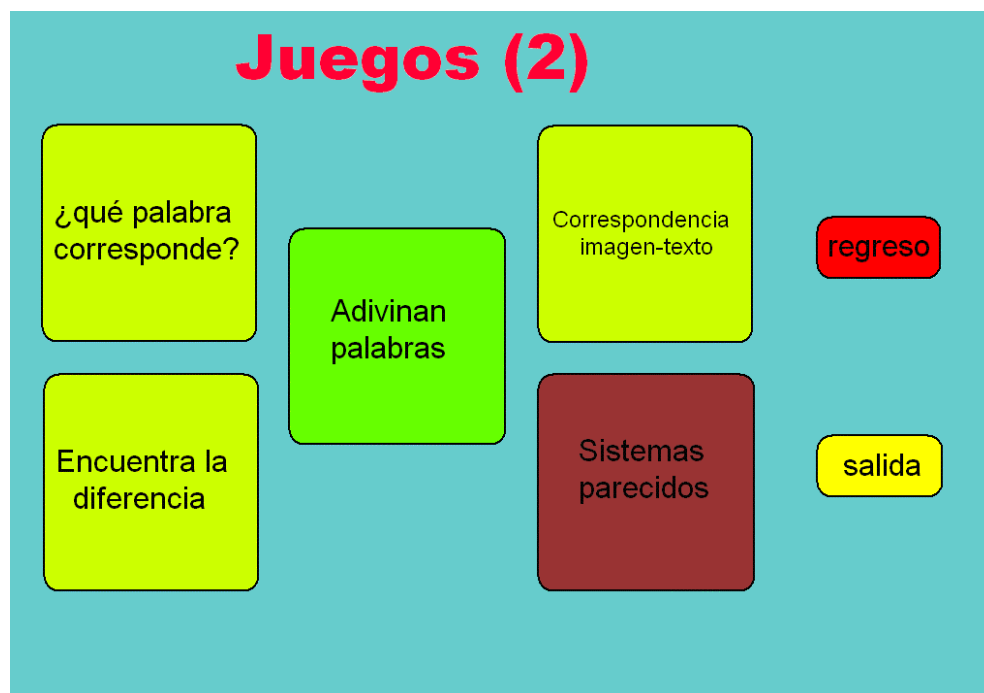 Juegos (2)
¿qué palabra
corresponde?
Adivinan
palabras
Correspondencia
imagen-texto
regreso
Encuentra la
diferencia
Sistemas
parecidos
salida